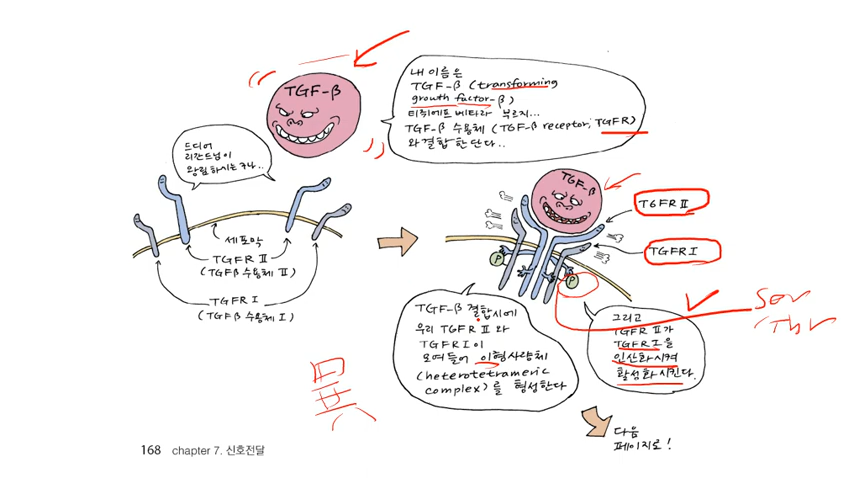 TGF-β
내 이름은
TGF-β (transforming
growth factor-β)
티쥐에프 베타라 부르지...
TGF-β 수용체 (TGF-β receptor, TGFR)
와 결합한단다..
드디어
리간드님이
왕림하시는구나..
세포막
TGFR Ⅱ
(TGFβ 수용체 Ⅱ)
TGFR Ⅰ
(TGFβ 수용체 Ⅰ)
TGF-β
TGFR Ⅱ
TGFR Ⅰ
P
P
TGF-β 결합시에
우리 TGFR Ⅱ와
TGFR Ⅰ이
모여들어 이형사량체
(heterotetrameric
complex)를 형성한다
그리고
TGFR Ⅱ가
TGFR Ⅰ을
인산화시켜
활성화시킨다.
Ser
Thr
異
다음
페이지로!
168 chapter 7. 신호전달